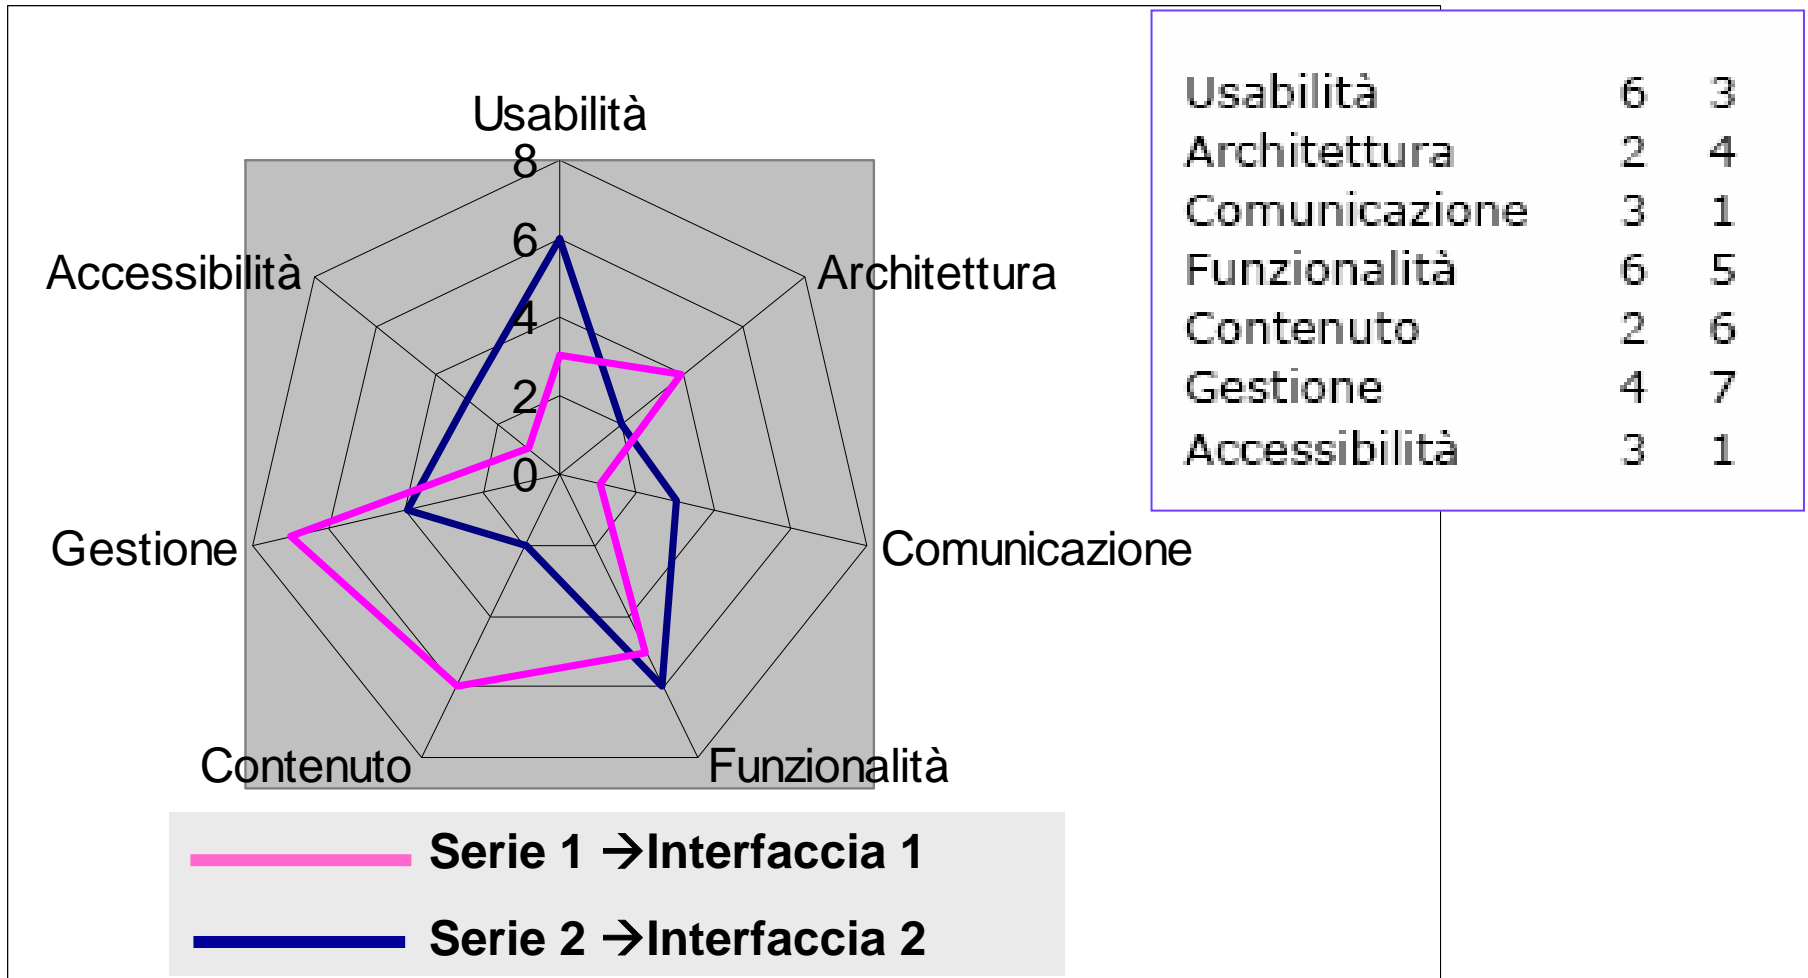 Usabilità
8
6
4
2
0
Architettura
Comunicazione
Funzionalità
Contenuto
Gestione
Accessibilità
Usabilità 6 3
Architettura 2 4
Comunicazione 3 1
Funzionalità 6 5
Contenuto 2 6
Gestione 4 7
Accessibilità 3 1
Serie 1 →Interfaccia 1
Serie 2 →Interfaccia 2